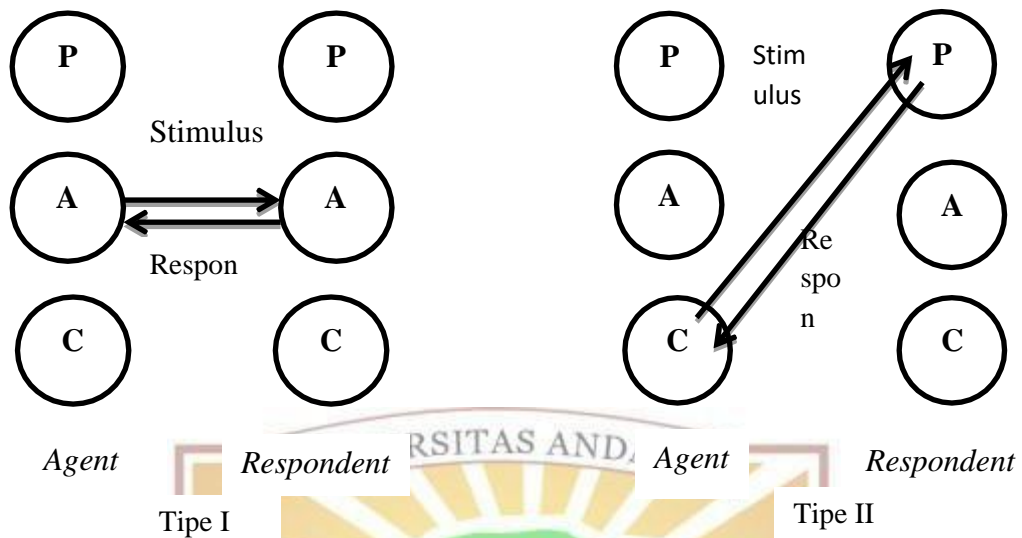 P P
Stimulus
A A
Respon
C C
Agent Respondent
Tipe I
P P
Stim
ulus
A A
Re
spo
n
C C
Agent Respondent
Tipe II
RSITAS AND